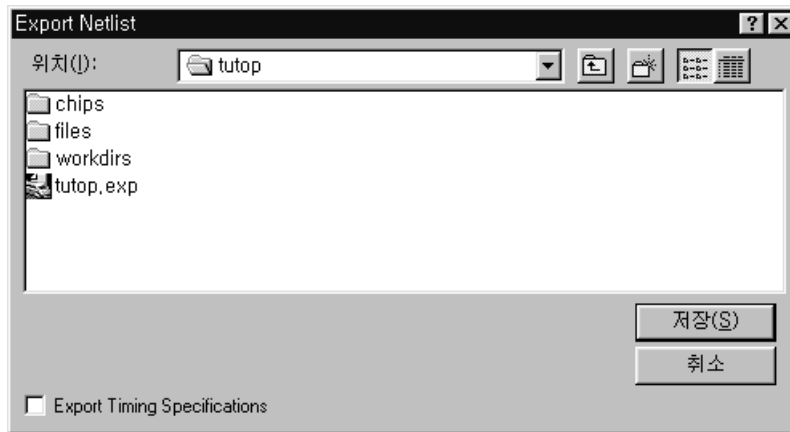 Export Netlist
위치(I): tutop
chips
files
workdirs
tutop,exp
저장(S)
취소
Export Timing Specifications